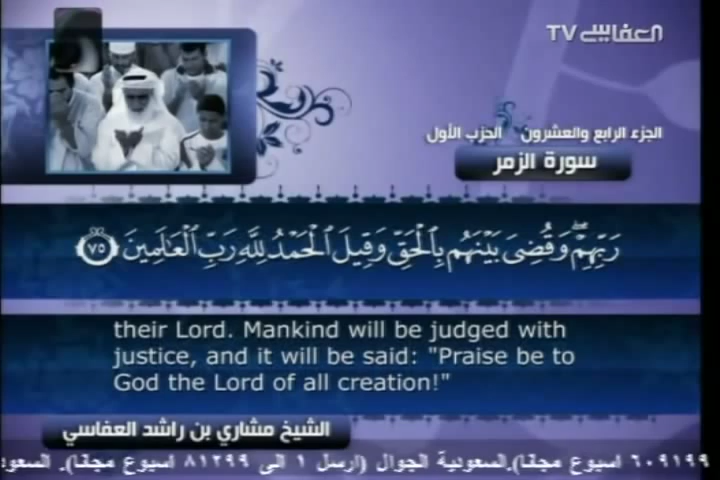 العفاسي TV
الجزء الرابع والعشرون الحزب الأول
سورة الزمر
رَبِّهِمْ ۖ وَقُضِيَ بَيْنَهُم بِالْحَقِّ وَقِيلَ الْحَمْدُ لِلَّهِ رَبِّ الْعَالَمِينَ ٧٥
their Lord. Mankind will be judged with
justice, and it will be said: "Praise be to
God the Lord of all creation!"
الشيخ مشاري بن راشد العفاسي
٦٠٩١٩٩ اسبوع مجانا).السعودية الجوال (ارسل ١ الى ٨١٢٩٩ اسبوع مجانا). السعود